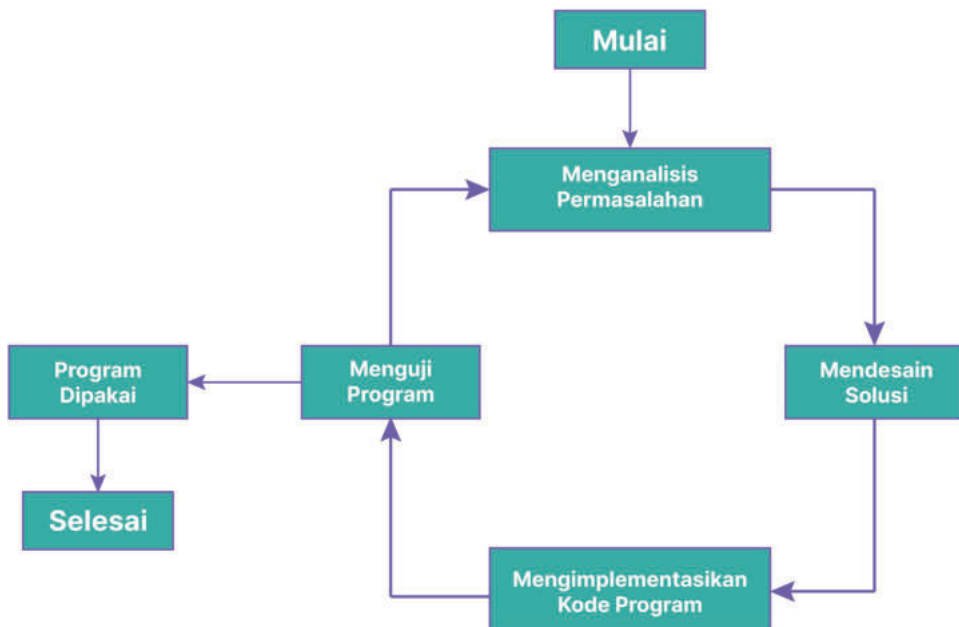 Mulai
Menganalisis
Permasalahan
Mendesain
Solusi
Mengimplementasikan
Kode Program
Menguji
Program
Program
Dipakai
Selesai